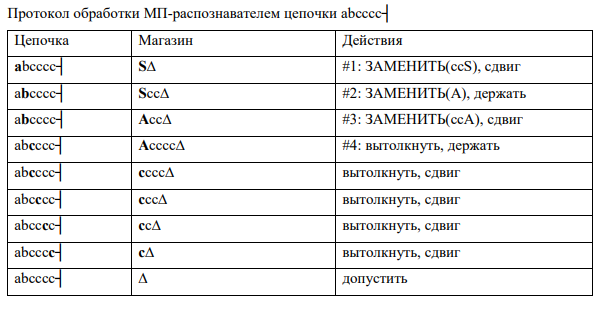 Протокол обработки МП-распознавателем цепочки abcccc┤
Цепочка Магазин Действия
abcccc┤ S∆ #1: ЗАМЕНИТЬ(ccS), сдвиг
abcccc┤ Scc∆ #2: ЗАМЕНИТЬ(A), держать
abcccc┤ Acc∆ #3: ЗАМЕНИТЬ(ccA), сдвиг
abcccc┤ Acccc∆ #4: вытолкнуть, держать
abcccc┤ cccc∆ вытолкнуть, сдвиг
abcccc┤ ccc∆ вытолкнуть, сдвиг
abcccc┤ cc∆ вытолкнуть, сдвиг
abcccc┤ c∆ вытолкнуть, сдвиг
abcccc┤ ∆ допустить